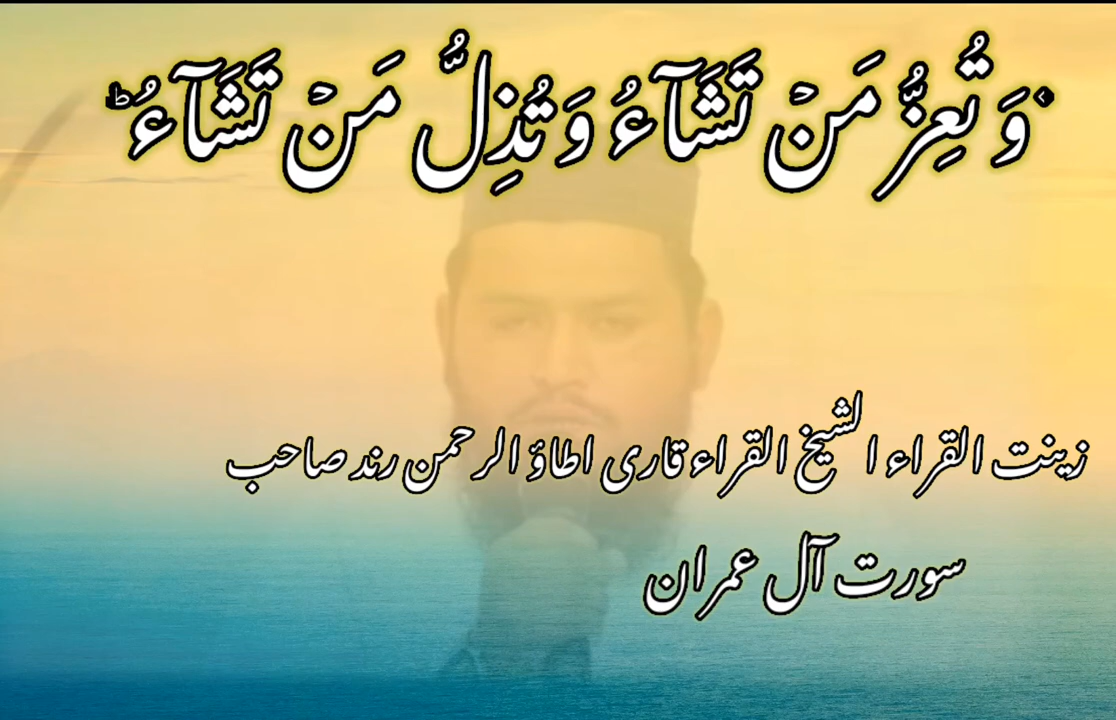 وَ تُعِزُّ مَنْ تَشَآءُ وَ تُذِلُّ مَنْ تَشَآءُ ؕ
زینت القراء الشیخ القراء قاری اطاؤ الرحمن رند صاحب
سورت آل عمران